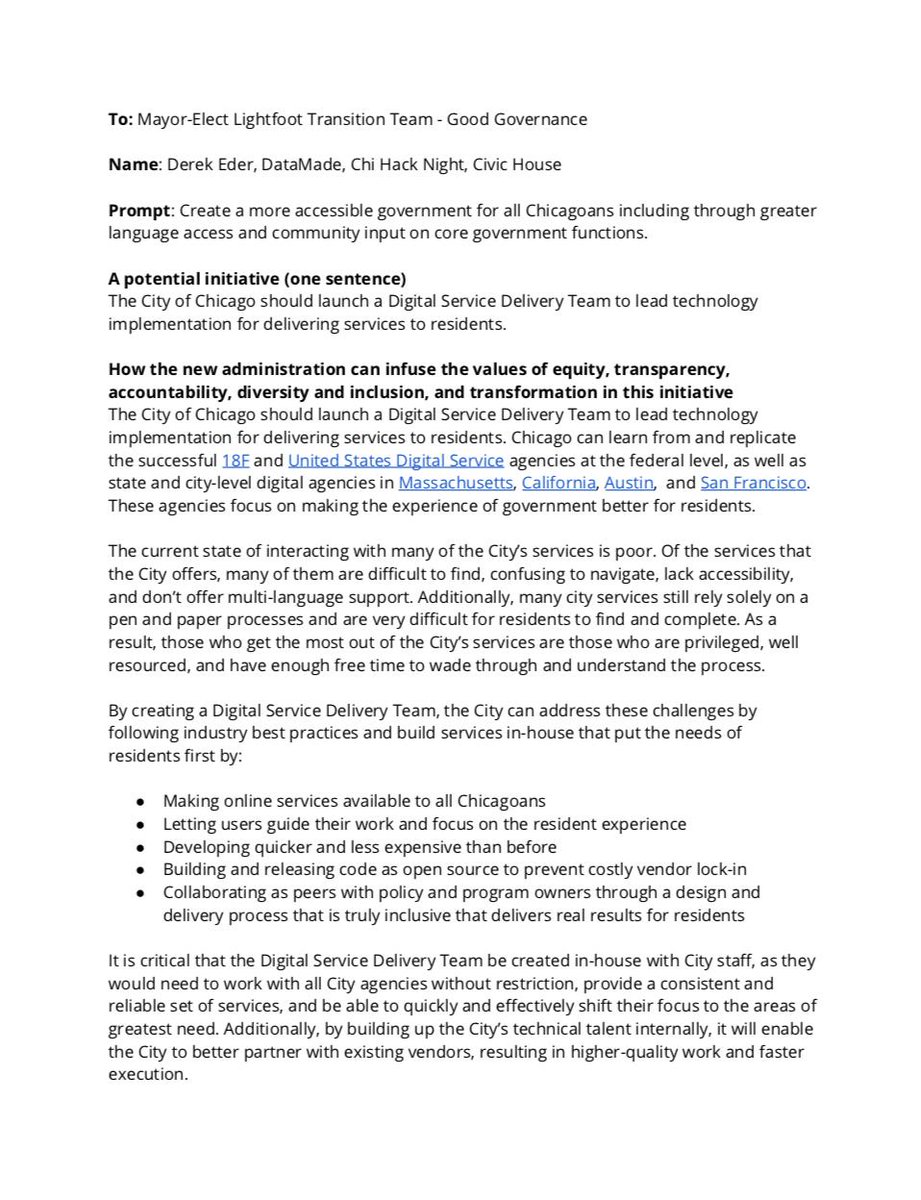 To: Mayor-Elect Lightfoot Transition Team - Good Governance
Name: Derek Eder, DataMade, Chi Hack Night, Civic House
Prompt: Create a more accessible government for all Chicagoans including through greater
language access and community input on core government functions.
A potential initiative (one sentence)
The City of Chicago should launch a Digital Service Delivery Team to lead technology
implementation for delivering services to residents.
How the new administration can infuse the values of equity, transparency,
accountability, diversity and inclusion, and transformation in this initiative
The City of Chicago should launch a Digital Service Delivery Team to lead technology
implementation for delivering services to residents. Chicago can learn from and replicate
the successful 18F and United States Digital Service agencies at the federal level, as well as
state and city-level digital agencies in Massachusetts, California, Austin,  and San Francisco.
These agencies focus on making the experience of government better for residents.
The current state of interacting with many of the City's services is poor. Of the services that
the City offers, many of them are difficult to find, confusing to navigate, lack accessibility,
and don't offer multi-language support. Additionally, many city services still rely solely on a
pen and paper processes and are very difficult for residents to find and complete. As a
result, those who get the most out of the City's services are those who are privileged, well
resourced, and have enough free time to wade through and understand the process.
By creating a Digital Service Delivery Team, the City can address these challenges by
following industry best practices and build services in-house that put the needs of
residents first by:
● Making online services available to all Chicagoans
● Letting users guide their work and focus on the resident experience
● Developing quicker and less expensive than before
● Building and releasing code as open source to prevent costly vendor lock-in
● Collaborating as peers with policy and program owners through a design and
delivery process that is truly inclusive that delivers real results for residents
It is critical that the Digital Service Delivery Team be created in-house with City staff, as they
would need to work with all City agencies without restriction, provide a consistent and
reliable set of services, and be able to quickly and effectively shift their focus to the areas of
greatest need. Additionally, by building up the City's technical talent internally, it will enable
the City to better partner with existing vendors, resulting in higher-quality work and faster
execution.